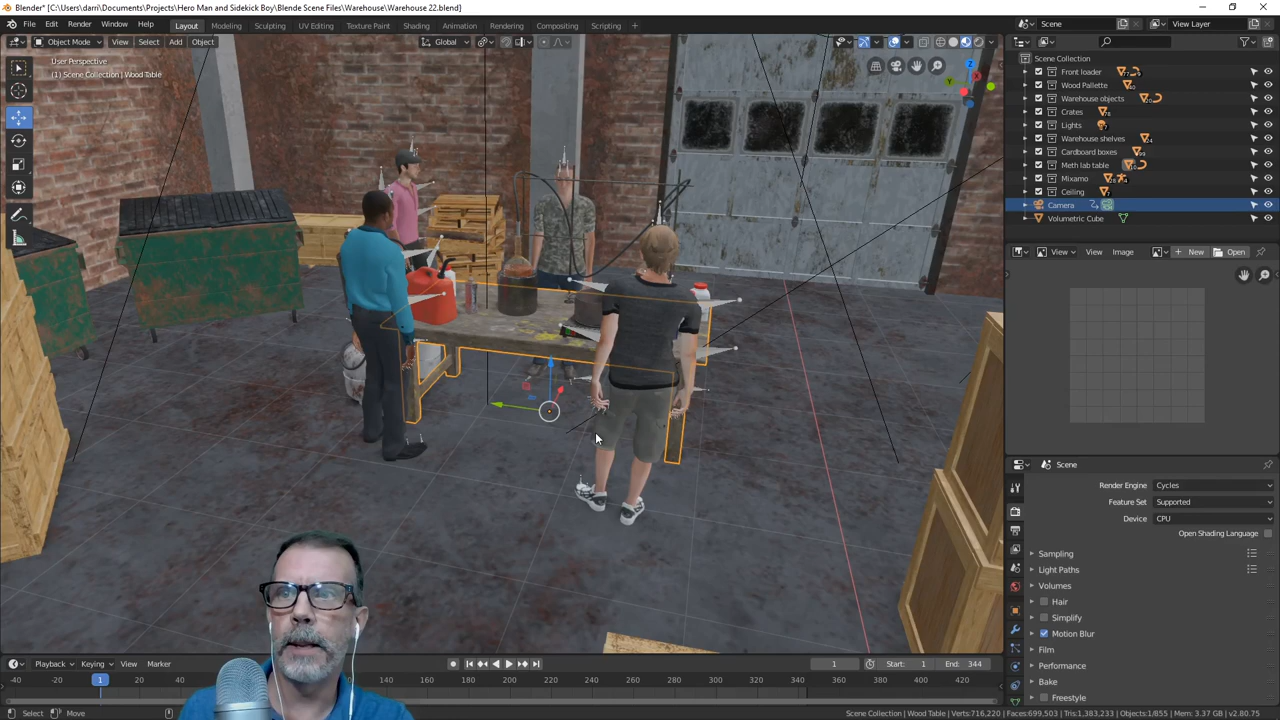 Blender* [C:\Users\darri\Documents\Projects\Hero Man and Sidekick Boy\Blende Scene Files\Warehouse\Warehouse 22.blend]
File Edit Render Window Help Layout Modeling Sculpting UV Editing Texture Paint Shading Animation Rendering Compositing Scripting + Scene View Layer
Object Mode View Select Add Object Global
User Perspective
(1) Scene Collection | Wood Table
Z
X
Y
Scene Collection
Front loader
Wood Pallette
Warehouse objects
Crates
Lights
Warehouse shelves
Cardboard boxes
Meth lab table
Mixamo
Ceiling
Camera
Volumetric Cube
View View Image New Open
Scene
Render Engine Cycles
Feature Set Supported
Device CPU
Open Shading Language
Sampling
Light Paths
Volumes
Hair
Simplify
Motion Blur
Film
Performance
Bake
Freestyle
Playback Keying View Marker 1 Start: 1 End: 344
-40 -20 1 20 40 120 140 160 180 200 220 240 260 280 300 320 340 360 380 400 420
Select Move Scene Collection | Wood Table | Verts:716,220 | Faces:699,503 | Tris:1,383,233 | Objects:1/855 | Mem: 3.37 GB | v2.80.75